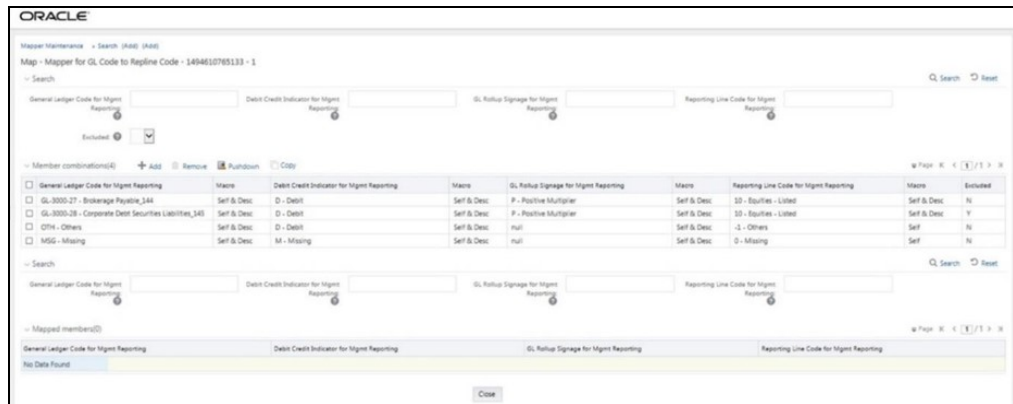 ORACLE
Mapper Maintenance » Search (Add) (Add)
Map - Mapper for GL Code to Repline Code - 1494610765133 - 1
Search
Search Reset
General Ledger Code for Mgmt Reporting:
Debit Credit Indicator for Mgmt Reporting:
GL Rollup Signage for Mgmt Reporting:
Reporting Line Code for Mgmt Reporting:
Excluded
Member combinations(4) Add Remove Pushdown Copy Page 1 / 1
General Ledger Code for Mgmt Reporting Macro Debit Credit Indicator for Mgmt Reporting Macro GL Rollup Signage for Mgmt Reporting Macro Reporting Line Code for Mgmt Reporting Macro Excluded
GL-3000-27 - Brokerage Payable_144 Self & Desc D - Debit Self & Desc P - Positive Multiplier Self & Desc 10 - Equities - Listed Self & Desc N
GL-3000-28 - Corporate Debt Securities Liabilities_145 Self & Desc D - Debit Self & Desc P - Positive Multiplier Self & Desc 10 - Equities - Listed Self & Desc Y
OTH - Others Self & Desc D - Debit Self & Desc null Self & Desc -1 - Others Self N
MSG - Missing Self & Desc M - Missing Self & Desc null Self & Desc 0 - Missing Self N
Search
Search Reset
General Ledger Code for Mgmt Reporting:
Debit Credit Indicator for Mgmt Reporting:
GL Rollup Signage for Mgmt Reporting:
Reporting Line Code for Mgmt Reporting:
Mapped members(0) Page 1 / 1
General Ledger Code for Mgmt Reporting Debit Credit Indicator for Mgmt Reporting GL Rollup Signage for Mgmt Reporting Reporting Line Code for Mgmt Reporting
No Data Found
Close